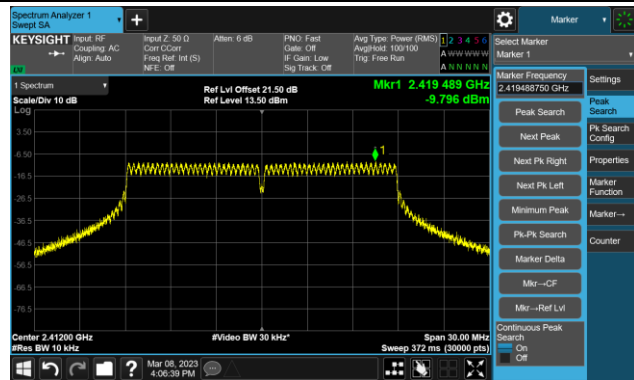 Spectrum Analyzer 1
Swept SA
Marker
KEYSIGHT
Input: RF
Coupling: AC
Align: Auto
Input Z: 50 Ω
Corr CCorr
Freq Ref: Int (S)
NFE: Off
Atten: 6 dB
PNO: Fast
Gate: Off
IF Gain: Low
Sig Track: Off
Avg Type: Power (RMS)
Avg|Hold: 100/100
Trig: Free Run
1 2 3 4 5 6
A W W W W W
A N N N N N
Select Marker
Marker 1
1 Spectrum
Scale/Div 10 dB
Ref Lvl Offset 21.50 dB
Ref Level 13.50 dBm
Mkr1 2.419 489 GHz
-9.796 dBm
Log
3.50
-6.50
-16.5
-26.5
-36.5
-46.5
-56.5
-66.5
-76.5
1
Center 2.41200 GHz
#Res BW 10 kHz
#Video BW 30 kHz*
Span 30.00 MHz
Sweep 372 ms (30000 pts)
Marker Frequency
2.419488750 GHz
Peak Search
Next Peak
Next Pk Right
Next Pk Left
Minimum Peak
Pk-Pk Search
Marker Delta
Mkr→CF
Mkr→Ref Lvl
Continuous Peak
Search
On
Off
Settings
Peak
Search
Pk Search
Config
Properties
Marker
Function
Marker→
Counter
Mar 08, 2023
4:06:39 PM